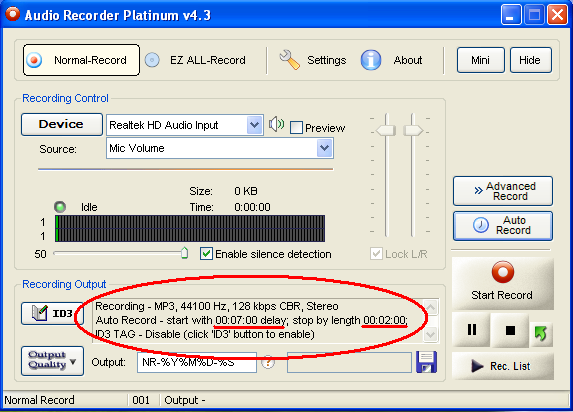 Audio Recorder Platinum v4.3
Normal-Record EZ ALL-Record Settings About Mini Hide
Recording Control
Device Realtek HD Audio Input Preview
Source: Mic Volume
Size: 0 KB
Idle Time: 0:00:00
1
1
50 Enable silence detection Lock L/R
Advanced Record
Auto Record
Recording Output
ID3
Recording - MP3, 44100 Hz, 128 kbps CBR, Stereo
Auto Record - start with 00:07:00 delay; stop by length 00:02:00;
ID3 TAG - Disable (click 'ID3' button to enable)
Output Quality
Output: NR-%Y%M%D-%S ?
Start Record
Rec. List
Normal Record 001 Output -